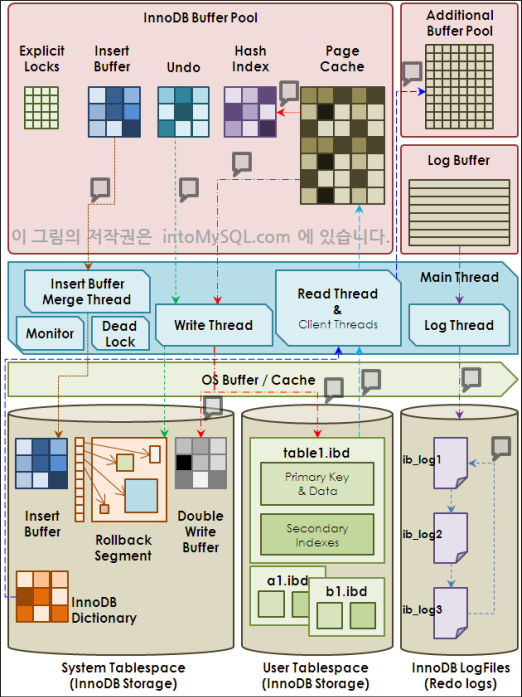 InnoDB Buffer Pool
Additional
Buffer Pool
Explicit
Locks
Insert
Buffer
Undo
Hash
Index
Page
Cache
Log Buffer
이 그림의 저작권은 intoMySQL.com 에 있습니다.
Main Thread
Insert Buffer
Merge Thread
Monitor
Dead
Lock
Write Thread
Read Thread
&
Client Threads
Log Thread
OS Buffer / Cache
Insert
Buffer
Rollback
Segment
Double
Write
Buffer
InnoDB
Dictionary
table1.ibd
Primary Key
& Data
Secondary
Indexes
a1.ibd
b1.ibd
ib_log1
ib_log2
ib_log3
System Tablespace
(InnoDB Storage)
User Tablespace
(InnoDB Storage)
InnoDB LogFiles
(Redo logs)